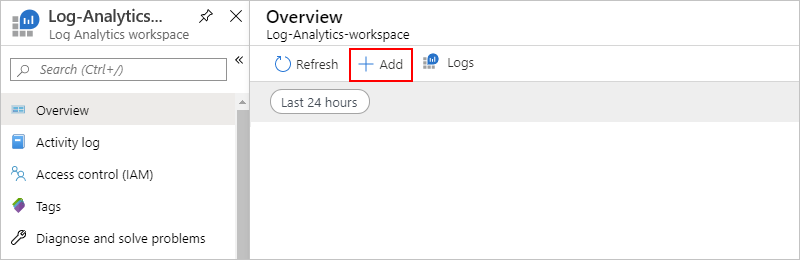 Log-Analytics...
Log Analytics workspace
Search (Ctrl+/)
«
Overview
Activity log
Access control (IAM)
Tags
Diagnose and solve problems
Overview
Log-Analytics-workspace
Refresh
Add
Logs
Last 24 hours